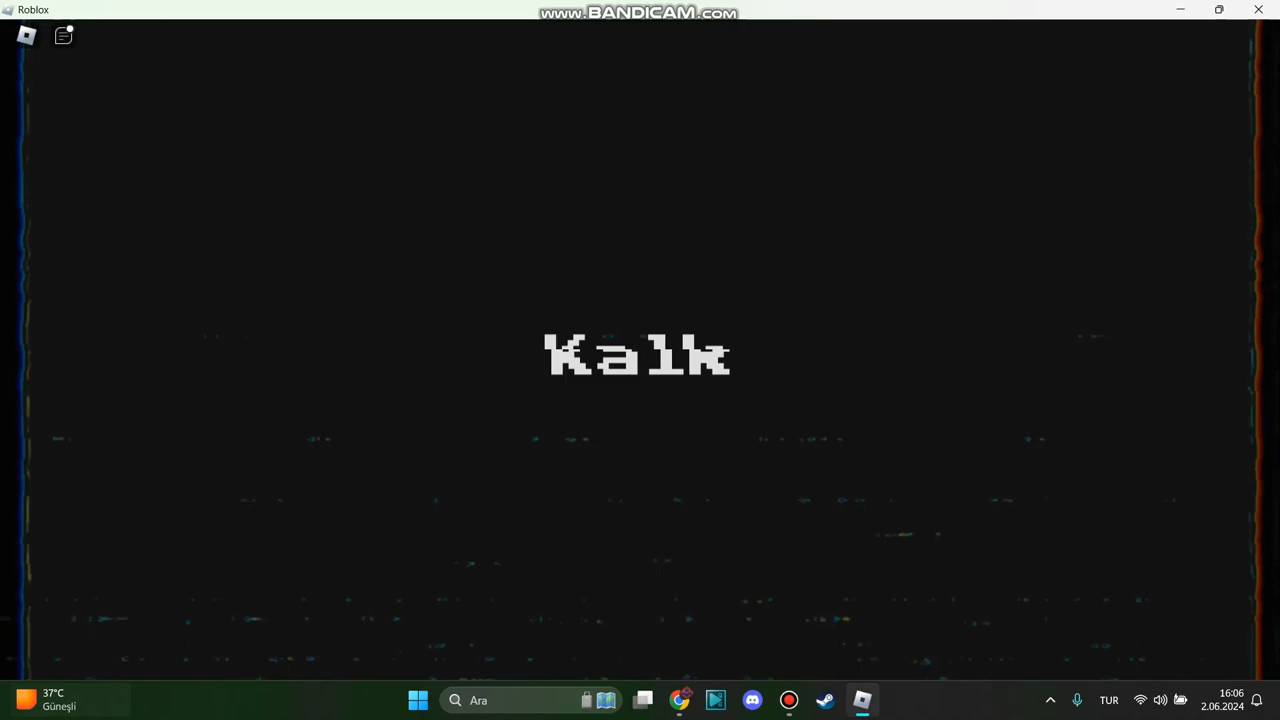 Roblox
www.BANDICAM.com
Kalk
37°C
Güneşli
Ara
TUR
16:06
2.06.2024